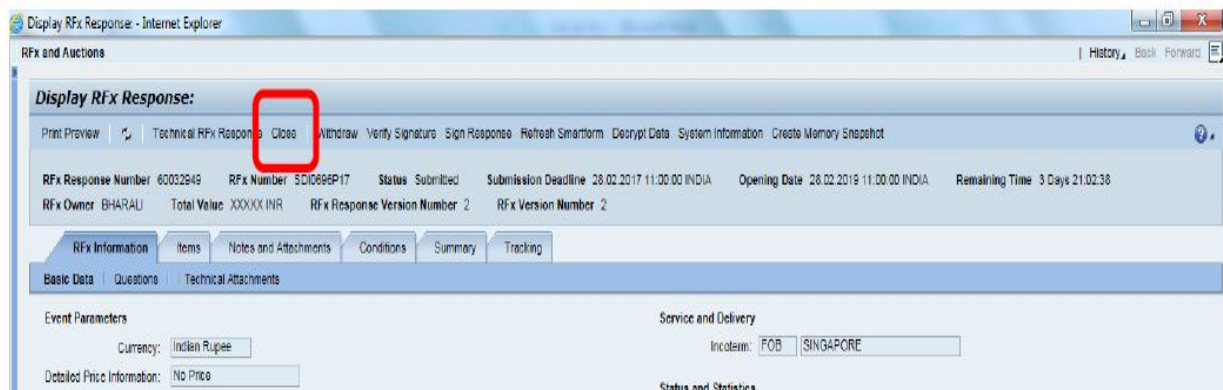 Display RFx Response: - Internet Explorer
RFx and Auctions
History Back Forward
Display RFx Response:
Print Preview Technical RFx Response Close Withdraw Verify Signature Sign Response Refresh Smartform Decrypt Data System Information Create Memory Snapshot
RFx Response Number 60032949 RFx Number SDI0696P17 Status Submitted Submission Deadline 28.02.2017 11:00:00 INDIA Opening Date 28.02.2019 11:00:00 INDIA Remaining Time 3 Days 21:02:38
RFx Owner BHARALI Total Value XXXXX INR RFx Response Version Number 2 RFx Version Number 2
RFx Information Items Notes and Attachments Conditions Summary Tracking
Basic Data Questions Technical Attachments
Event Parameters Service and Delivery
Currency: Indian Rupee Incoterm: FOB SINGAPORE
Detailed Price Information: No Price
Status and Statistics